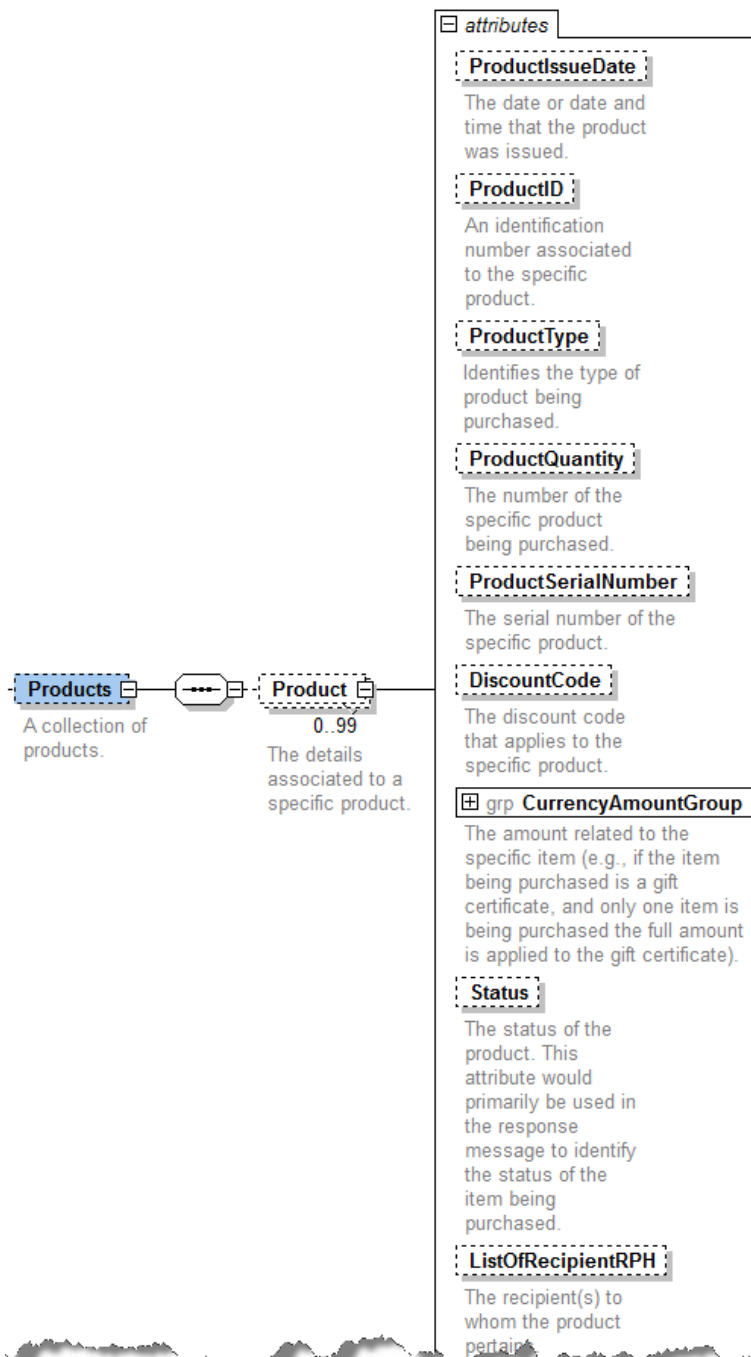 attributes
ProductIssueDate
The date or date and
time that the product
was issued.
ProductID
An identification
number associated
to the specific
product.
ProductType
Identifies the type of
product being
purchased.
ProductQuantity
The number of the
specific product
being purchased.
ProductSerialNumber
The serial number of the
specific product.
Products
A collection of
products.
Product
0..99
The details
associated to a
specific product.
DiscountCode
The discount code
that applies to the
specific product.
grp CurrencyAmountGroup
The amount related to the
specific item (e.g., if the item
being purchased is a gift
certificate, and only one item is
being purchased the full amount
is applied to the gift certificate).
Status
The status of the
product. This
attribute would
primarily be used in
the response
message to identify
the status of the
item being
purchased.
ListOfRecipientRPH
The recipient(s) to
whom the product
pertains